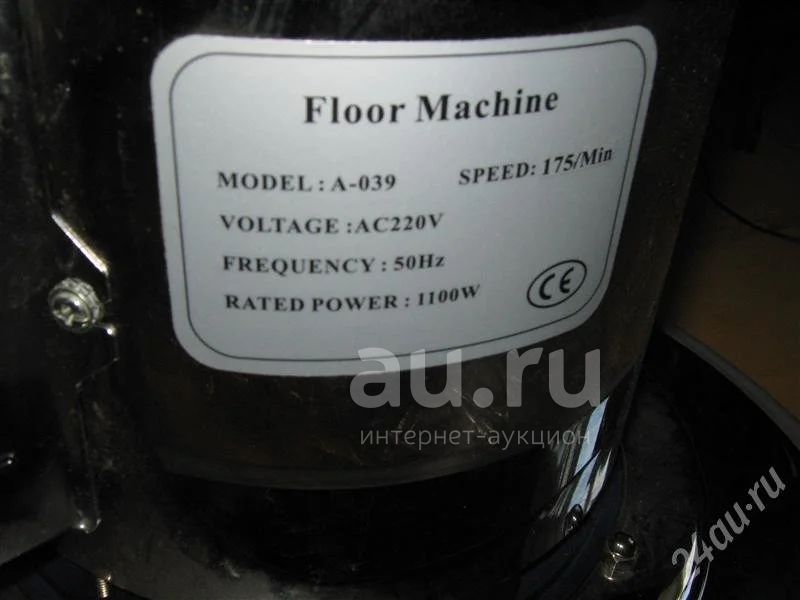 Floor Machine
MODEL : A-039 SPEED: 175/Min
VOLTAGE :AC220V
FREQUENCY : 50Hz
RATED POWER : 1100W
CE
au.ru
интернет-аукцион
24au.ru